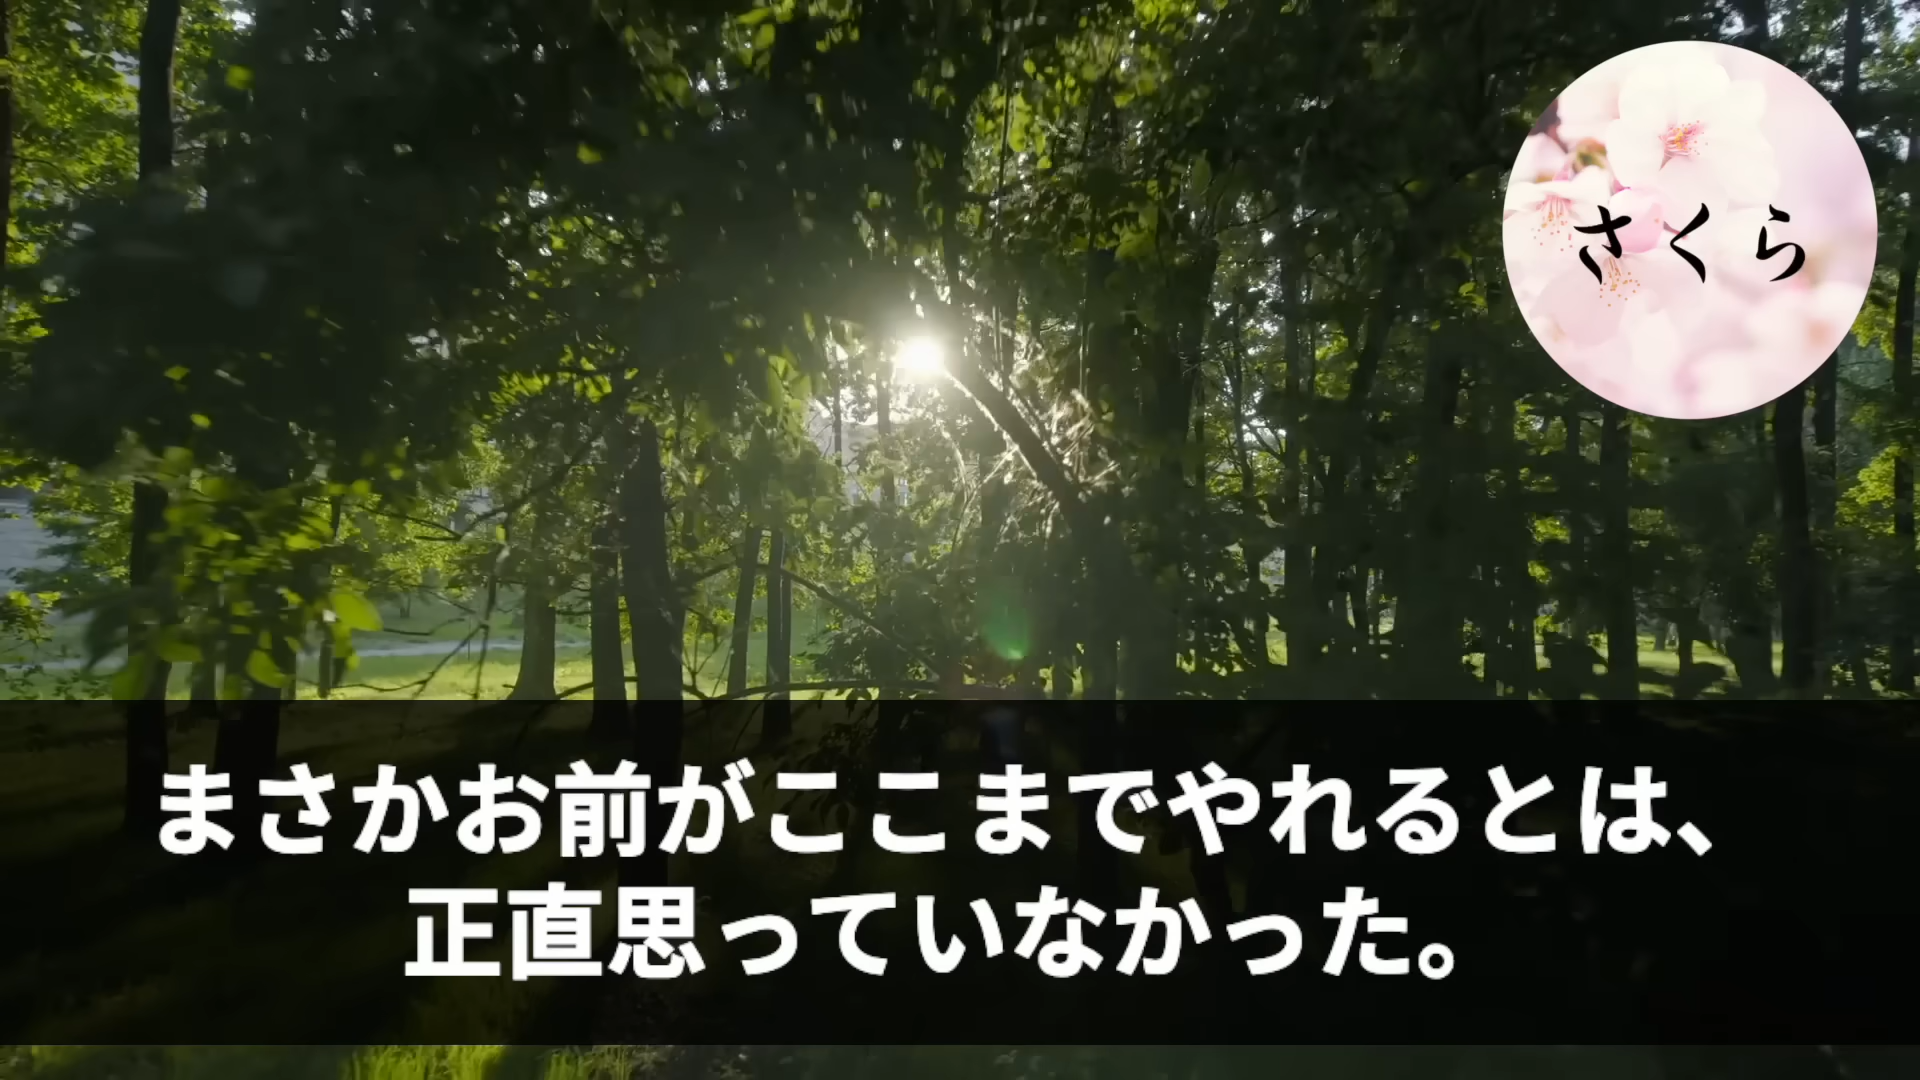 さくら
まさかお前がここまでやれるとは、
正直思っていなかった。